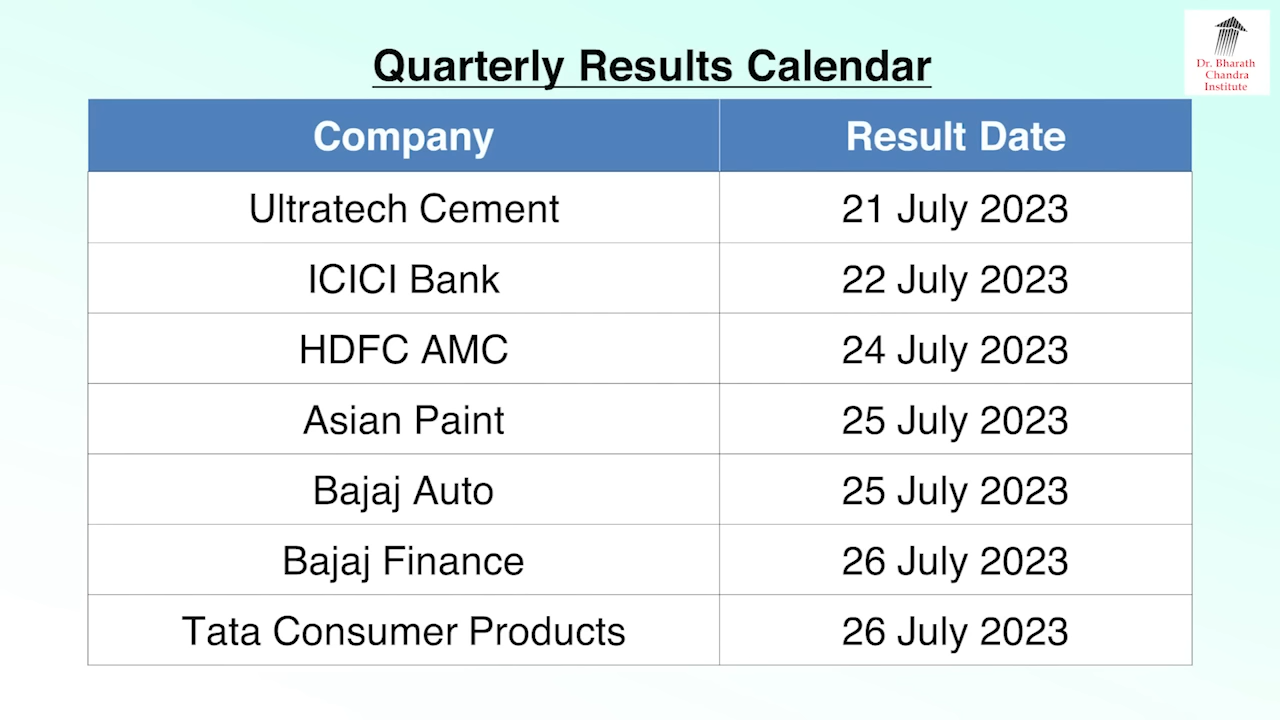 Quarterly Results Calendar
Dr. Bharath
Chandra
Institute
Company Result Date
Ultratech Cement 21 July 2023
ICICI Bank 22 July 2023
HDFC AMC 24 July 2023
Asian Paint 25 July 2023
Bajaj Auto 25 July 2023
Bajaj Finance 26 July 2023
Tata Consumer Products 26 July 2023